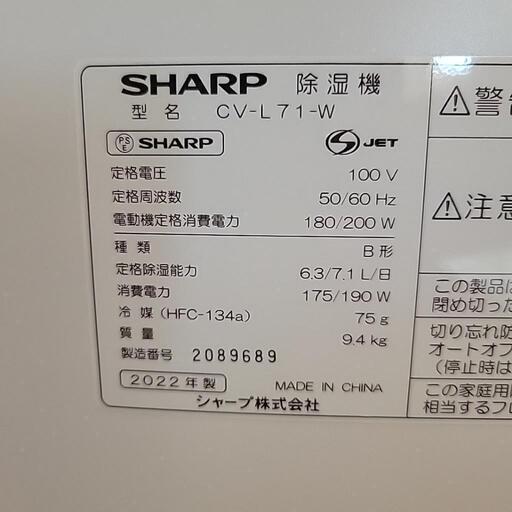 SHARP 除湿機
型名 CV-L71-W
PS E SHARP S JET
定格電圧 100 V
定格周波数 50/60 Hz
電動機定格消費電力 180/200 W
種類 B形
定格除湿能力 6.3/7.1 L/日
消費電力 175/190 W
冷媒 (HFC-134a) 75 g
質量 9.4 kg
製造番号 2089689
2022年製 MADE IN CHINA
シャープ株式会社
⚠警
⚠注意
この製品は
閉め切った
切り忘れ防
オートオフ
(停止時は
この家庭用
相当するフ